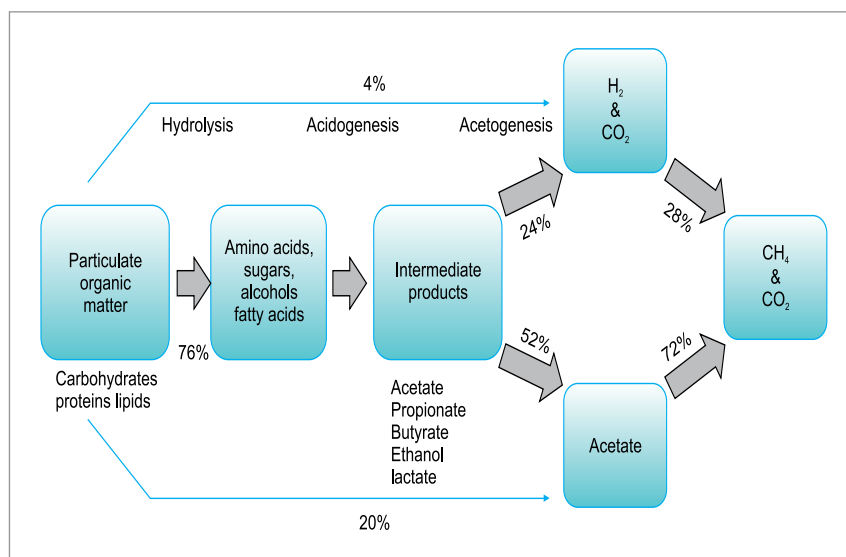 4%
Hydrolysis
Acidogenesis
Acetogenesis
H₂
&
CO₂
Particulate
organic
matter
76%
Carbohydrates
proteins lipids
Amino acids,
sugars,
alcohols
fatty acids
Intermediate
products
Acetate
Propionate
Butyrate
Ethanol
lactate
24%
52%
28%
72%
CH₄
&
CO₂
Acetate
20%